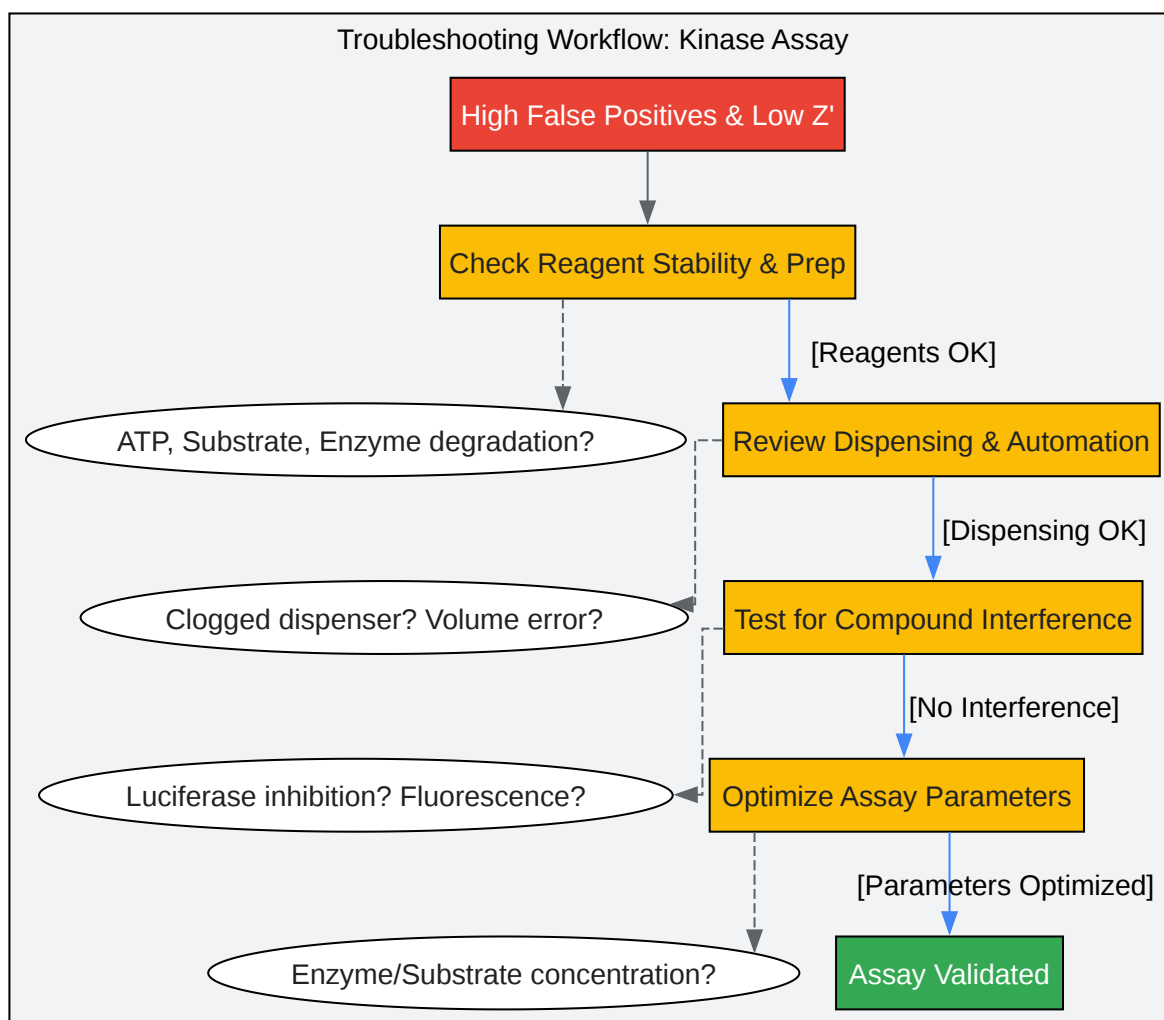 Troubleshooting Workflow: Kinase Assay
High False Positives & Low Z'
Check Reagent Stability & Prep
[Reagents OK]
ATP, Substrate, Enzyme degradation?
Review Dispensing & Automation
[Dispensing OK]
Clogged dispenser? Volume error?
Test for Compound Interference
[No Interference]
Luciferase inhibition? Fluorescence?
Optimize Assay Parameters
[Parameters Optimized]
Enzyme/Substrate concentration?
Assay Validated